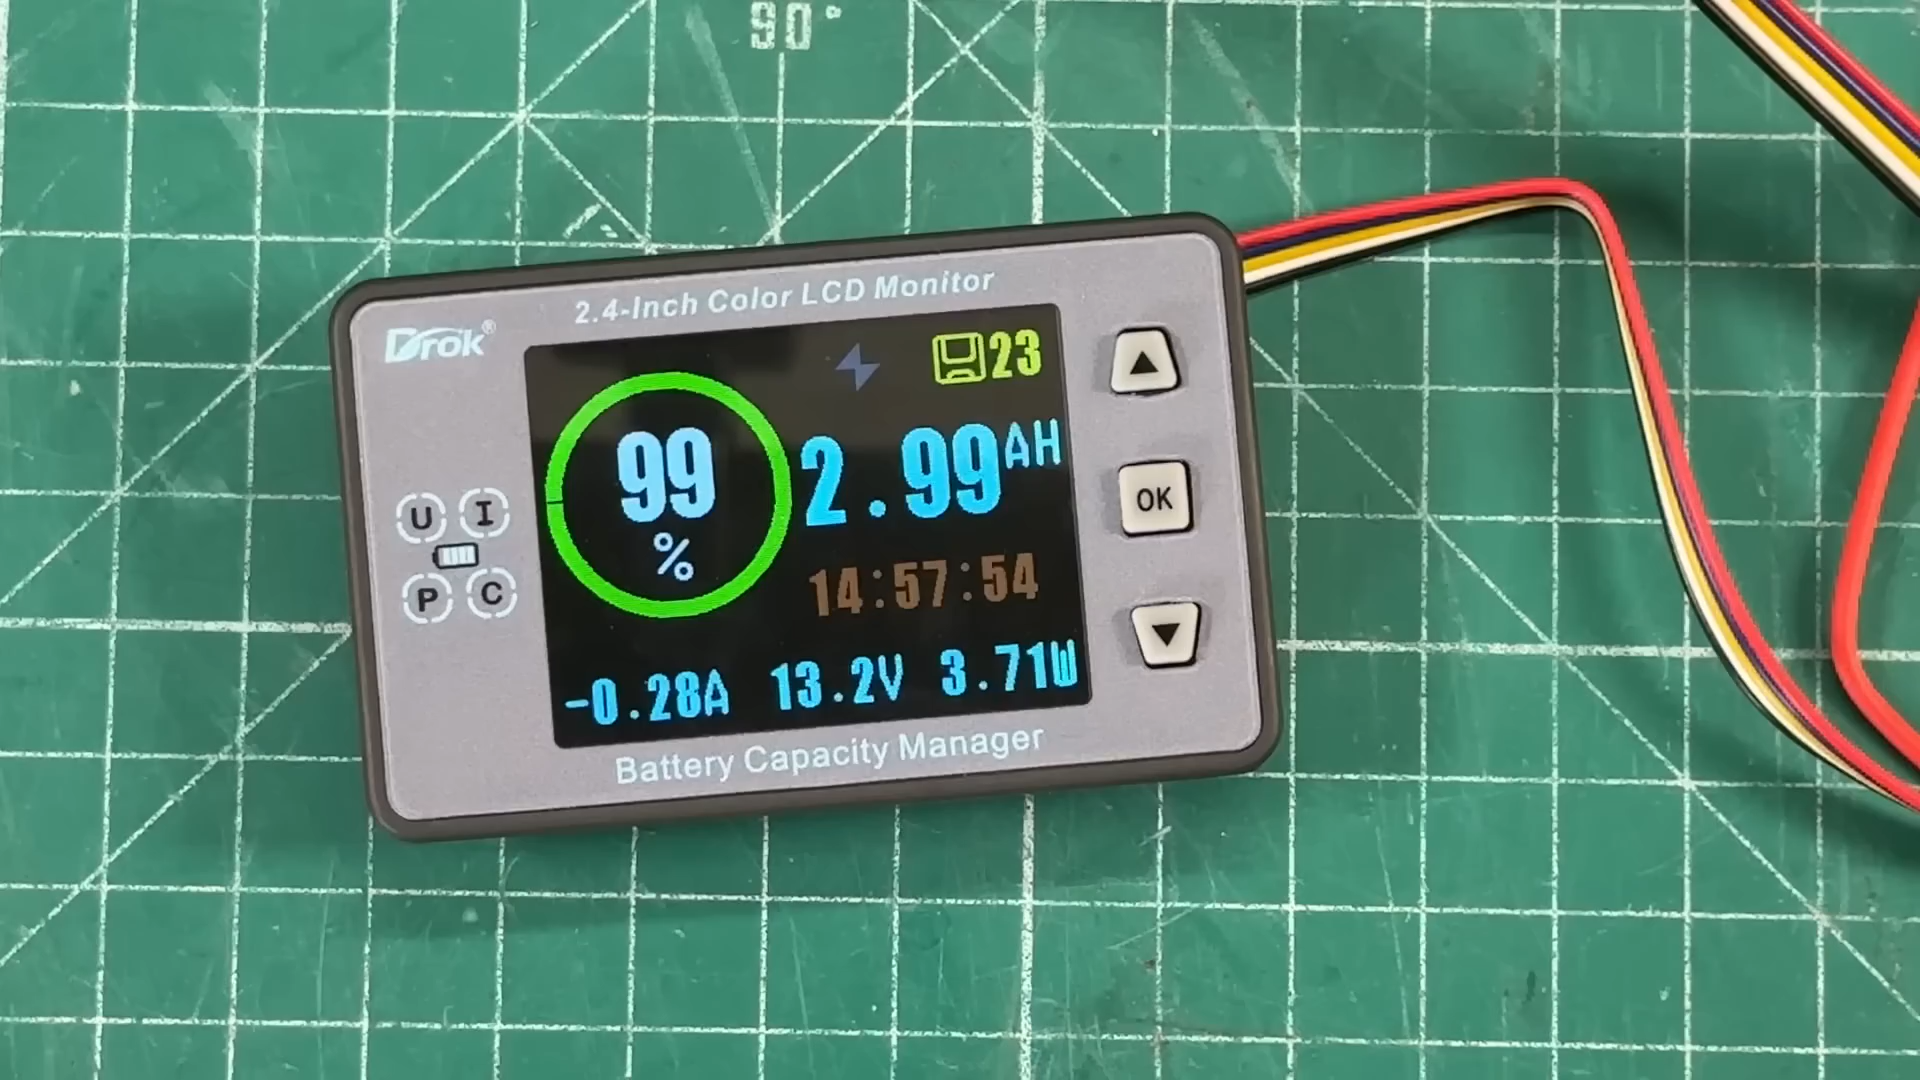 90°
2.4-Inch Color LCD Monitor
Drok®
23
99
%
2.99AH
14:57:54
-0.28A 13.2V 3.71W
U I
P C
OK
Battery Capacity Manager